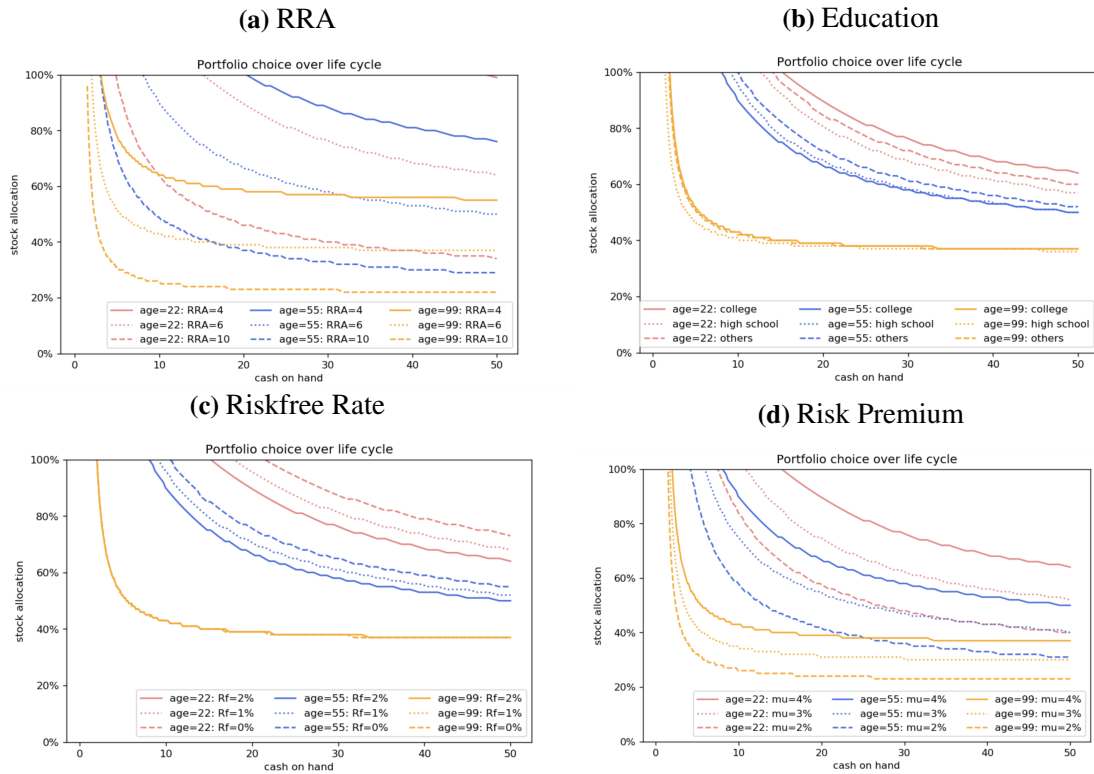 (a) RRA
Portfolio choice over life cycle
100%
80%
60%
40%
20%
0%
stock allocation
age=22: RRA=4
age=22: RRA=6
age=22: RRA=10
age=55: RRA=4
age=55: RRA=6
age=55: RRA=10
age=99: RRA=4
age=99: RRA=6
age=99: RRA=10
0 10 20 30 40 50
cash on hand
(b) Education
Portfolio choice over life cycle
100%
80%
60%
40%
20%
0%
stock allocation
age=22: college
age=22: high school
age=22: others
age=55: college
age=55: high school
age=55: others
age=99: college
age=99: high school
age=99: others
0 10 20 30 40 50
cash on hand
(c) Riskfree Rate
Portfolio choice over life cycle
100%
80%
60%
40%
20%
0%
stock allocation
age=22: Rf=2%
age=22: Rf=1%
age=22: Rf=0%
age=55: Rf=2%
age=55: Rf=1%
age=55: Rf=0%
age=99: Rf=2%
age=99: Rf=1%
age=99: Rf=0%
0 10 20 30 40 50
cash on hand
(d) Risk Premium
Portfolio choice over life cycle
100%
80%
60%
40%
20%
0%
stock allocation
age=22: mu=4%
age=22: mu=3%
age=22: mu=2%
age=55: mu=4%
age=55: mu=3%
age=55: mu=2%
age=99: mu=4%
age=99: mu=3%
age=99: mu=2%
0 10 20 30 40 50
cash on hand